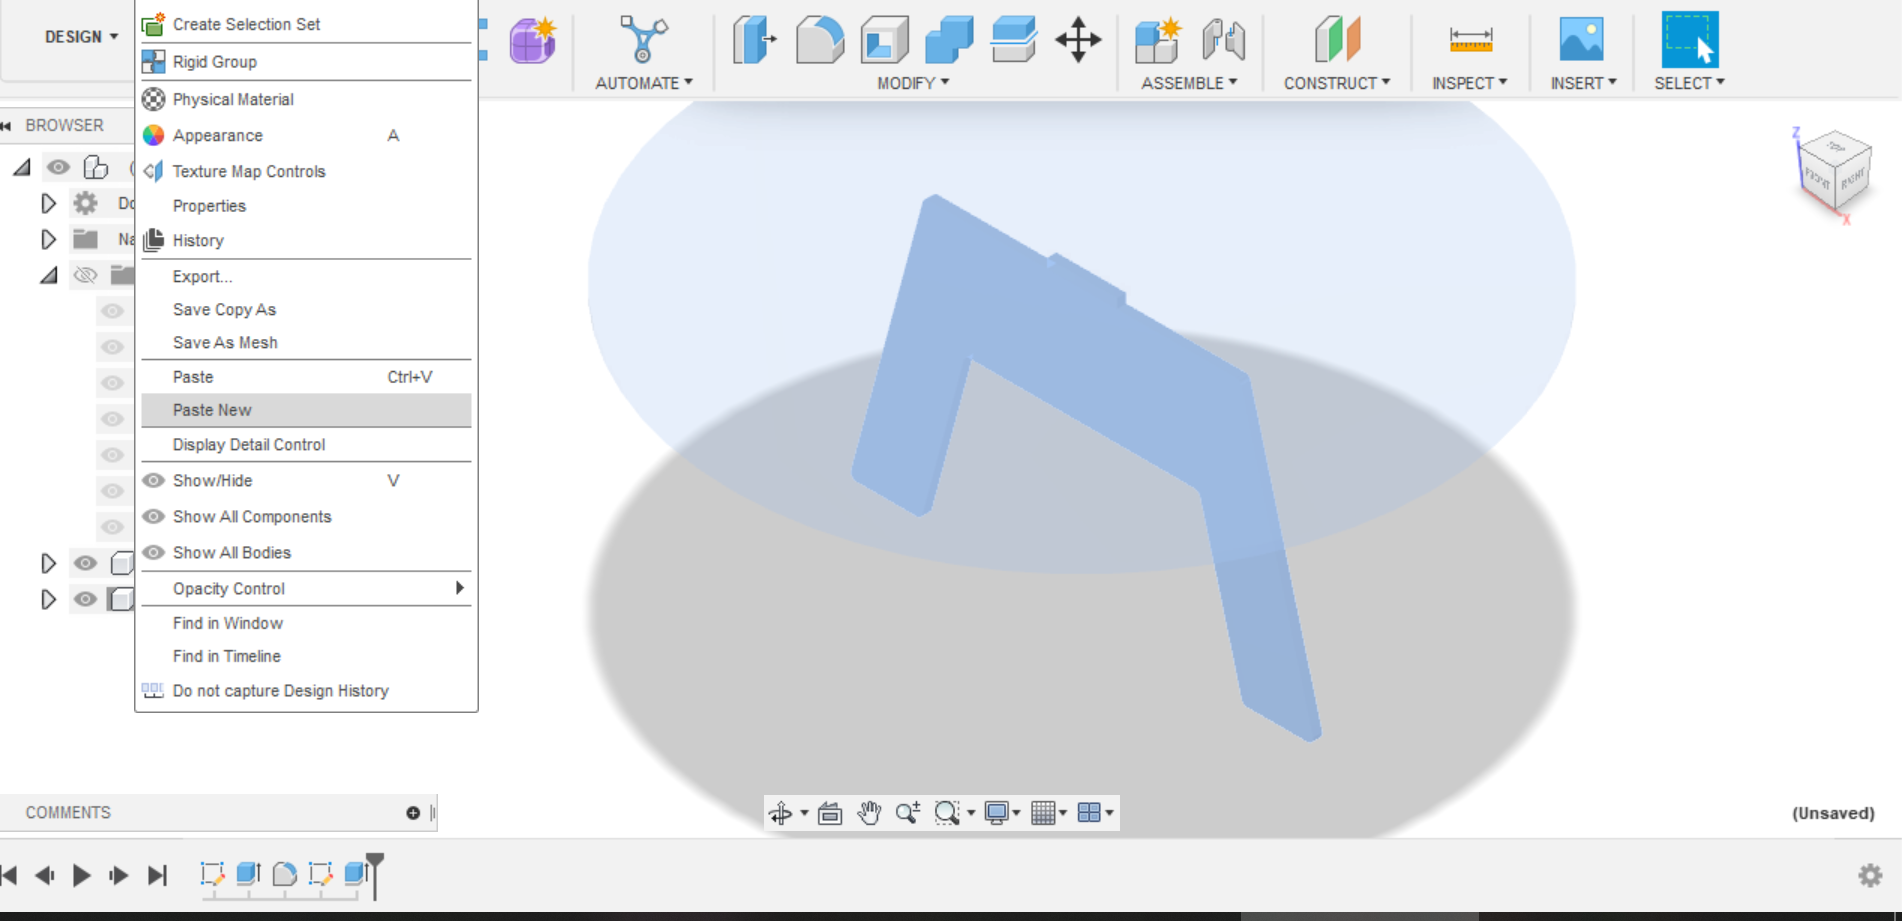 DESIGN
AUTOMATE
MODIFY
ASSEMBLE
CONSTRUCT
INSPECT
INSERT
SELECT
BROWSER
Do
Na
Create Selection Set
Rigid Group
Physical Material
Appearance A
Texture Map Controls
Properties
History
Export...
Save Copy As
Save As Mesh
Paste Ctrl+V
Paste New
Display Detail Control
Show/Hide V
Show All Components
Show All Bodies
Opacity Control
Find in Window
Find in Timeline
Do not capture Design History
Z
TOP
FRONT
RIGHT
X
COMMENTS
(Unsaved)